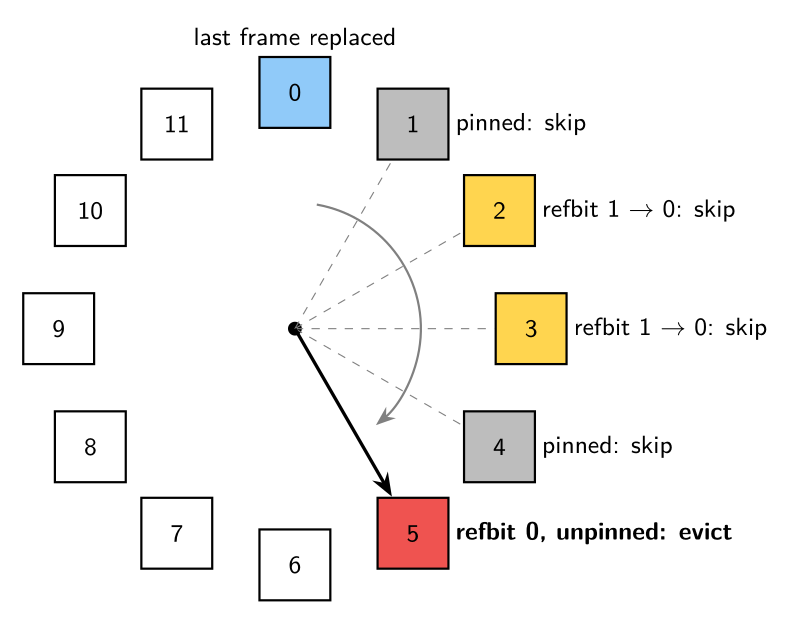 last frame replaced
0
11
1 pinned: skip
10
2 refbit 1 → 0: skip
9
3 refbit 1 → 0: skip
8
4 pinned: skip
7
5 refbit 0, unpinned: evict
6